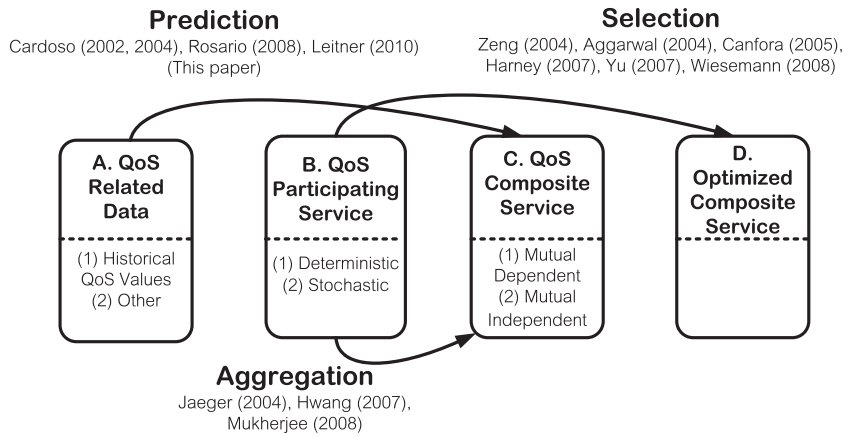 Prediction
Cardoso (2002, 2004), Rosario (2008), Leitner (2010)
(This paper)
Selection
Zeng (2004), Aggarwal (2004), Canfora (2005),
Harney (2007), Yu (2007), Wiesemann (2008)
A. QoS
Related
Data
(1) Historical
QoS Values
(2) Other
B. QoS
Participating
Service
(1) Deterministic
(2) Stochastic
C. QoS
Composite
Service
(1) Mutual
Dependent
(2) Mutual
Independent
D.
Optimized
Composite
Service
Aggregation
Jaeger (2004), Hwang (2007),
Mukherjee (2008)